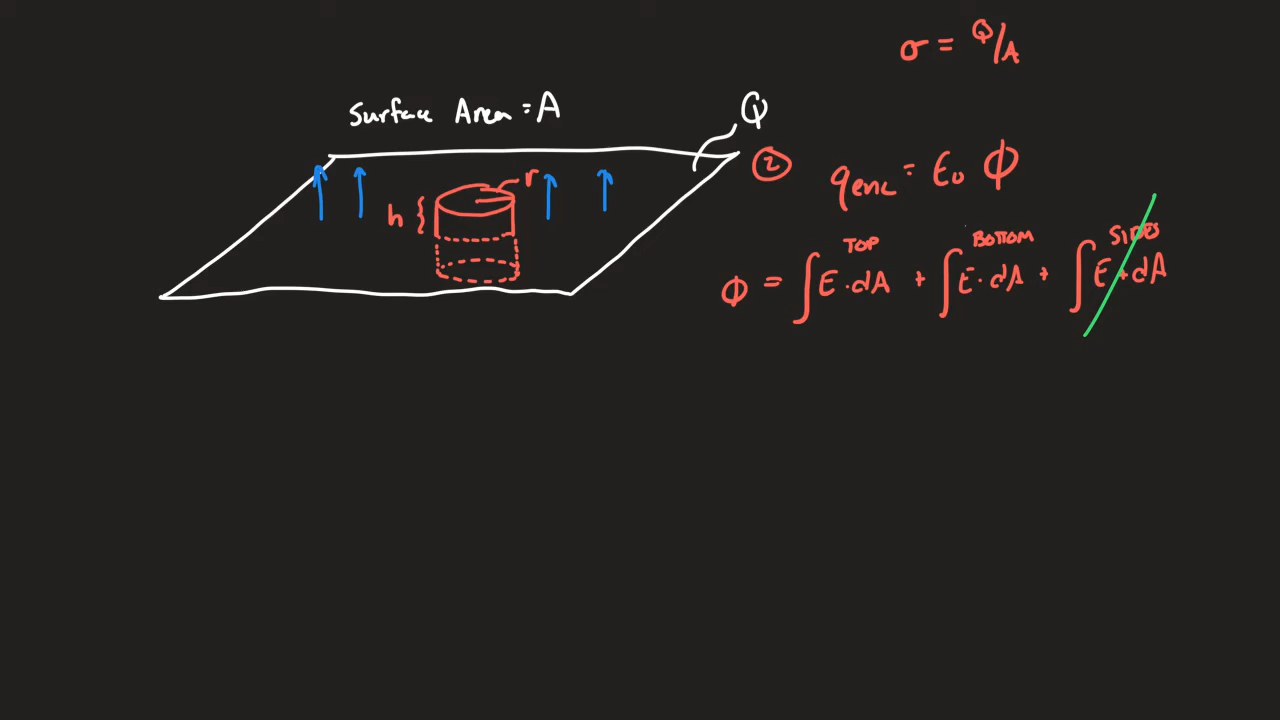 σ = Q/A
Surface Area = A
Q
②
q_enc = ε₀ Φ
r
h
TOP BOTTOM SIDES
Φ = ∫ E · dA + ∫ E · dA + ∫ E · dA